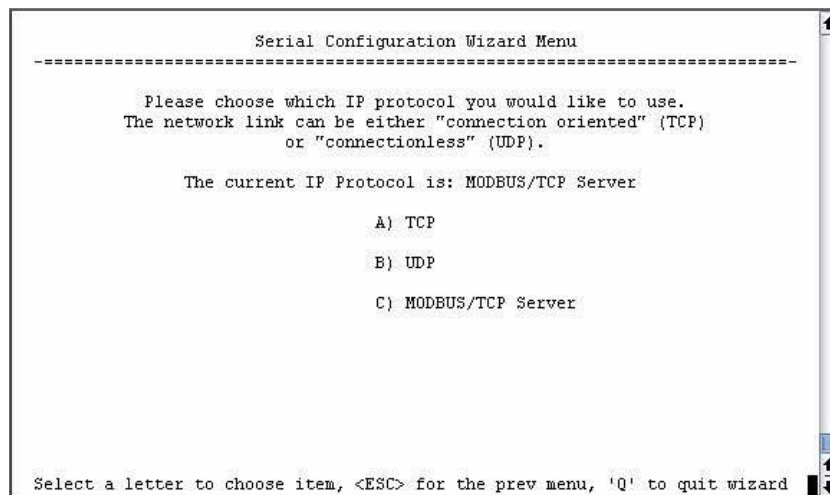 Serial Configuration Wizard Menu
-==========================================================================-
Please choose which IP protocol you would like to use.
The network link can be either "connection oriented" (TCP)
or "connectionless" (UDP).
The current IP Protocol is: MODBUS/TCP Server
A) TCP
B) UDP
C) MODBUS/TCP Server
Select a letter to choose item, <ESC> for the prev menu, 'Q' to quit wizard